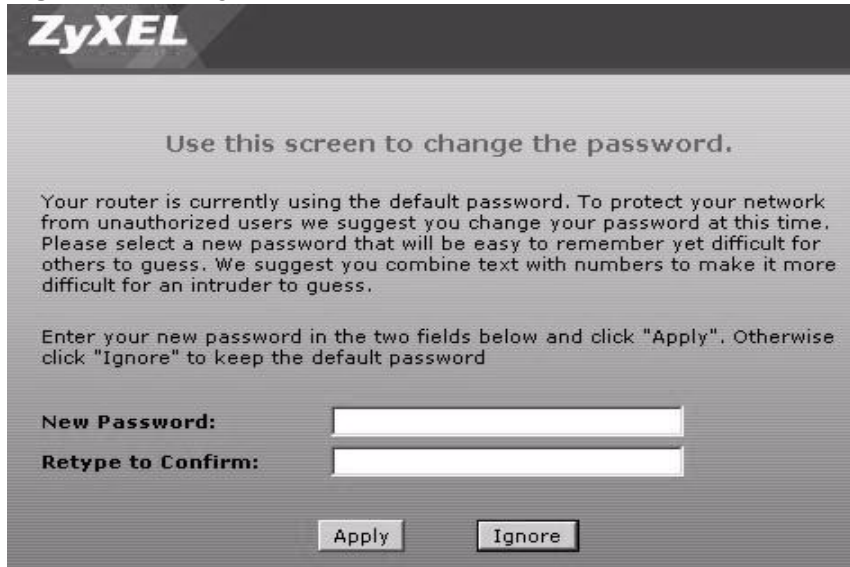 ZyXEL
Use this screen to change the password.
Your router is currently using the default password. To protect your network
from unauthorized users we suggest you change your password at this time.
Please select a new password that will be easy to remember yet difficult for
others to guess. We suggest you combine text with numbers to make it more
difficult for an intruder to guess.
Enter your new password in the two fields below and click "Apply". Otherwise
click "Ignore" to keep the default password
New Password:
Retype to Confirm:
Apply Ignore